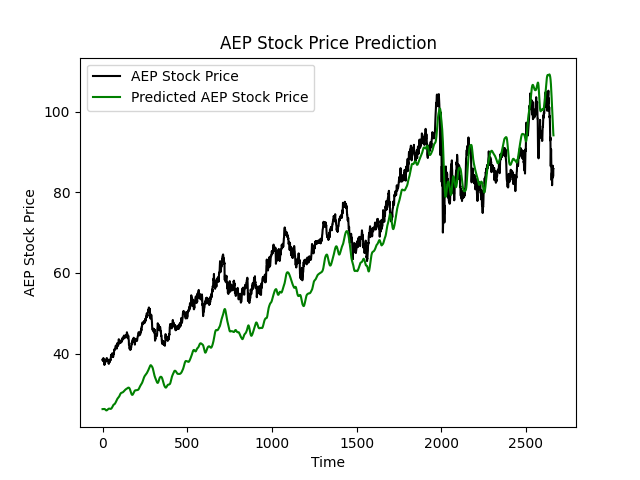 AEP Stock Price Prediction
AEP Stock Price
Predicted AEP Stock Price
AEP Stock Price
100
80
60
40
0 500 1000 1500 2000 2500
Time